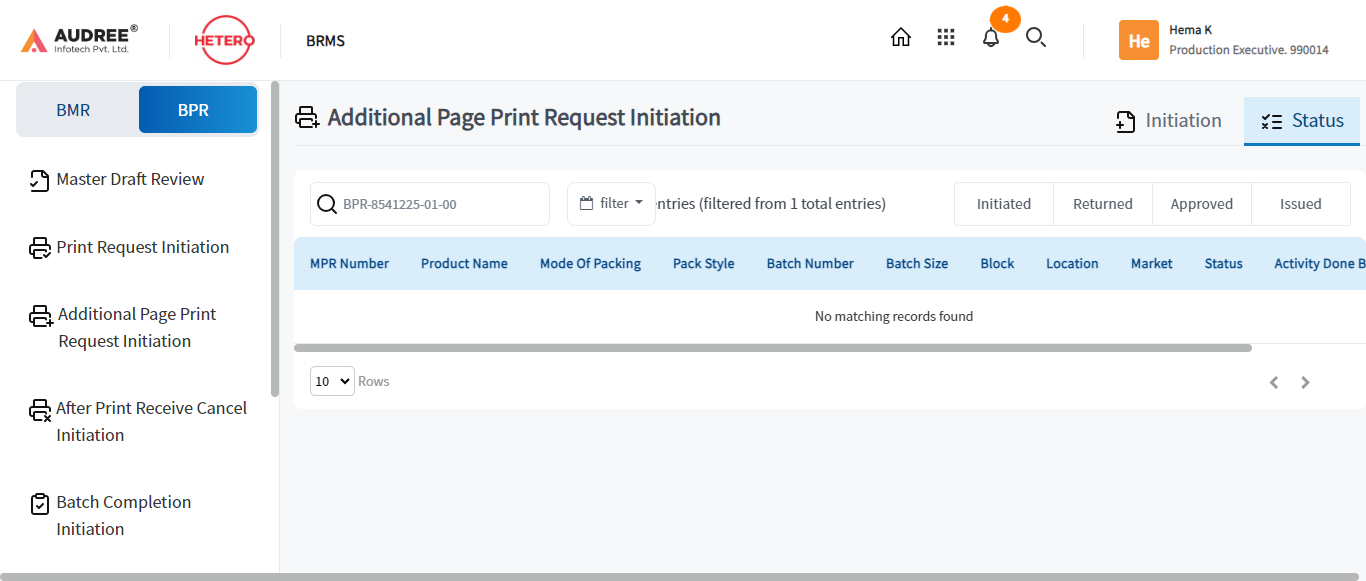 AUDREE®
Infotech Pvt. Ltd.
HETERO
BRMS
4
He
Hema K
Production Executive. 990014
BMR
BPR
Master Draft Review
Print Request Initiation
Additional Page Print
Request Initiation
After Print Receive Cancel
Initiation
Batch Completion
Initiation
Additional Page Print Request Initiation
Initiation
Status
BPR-8541225-01-00
filter
ntries (filtered from 1 total entries)
Initiated
Returned
Approved
Issued
MPR Number Product Name Mode Of Packing Pack Style Batch Number Batch Size Block Location Market Status Activity Done B
No matching records found
10 Rows